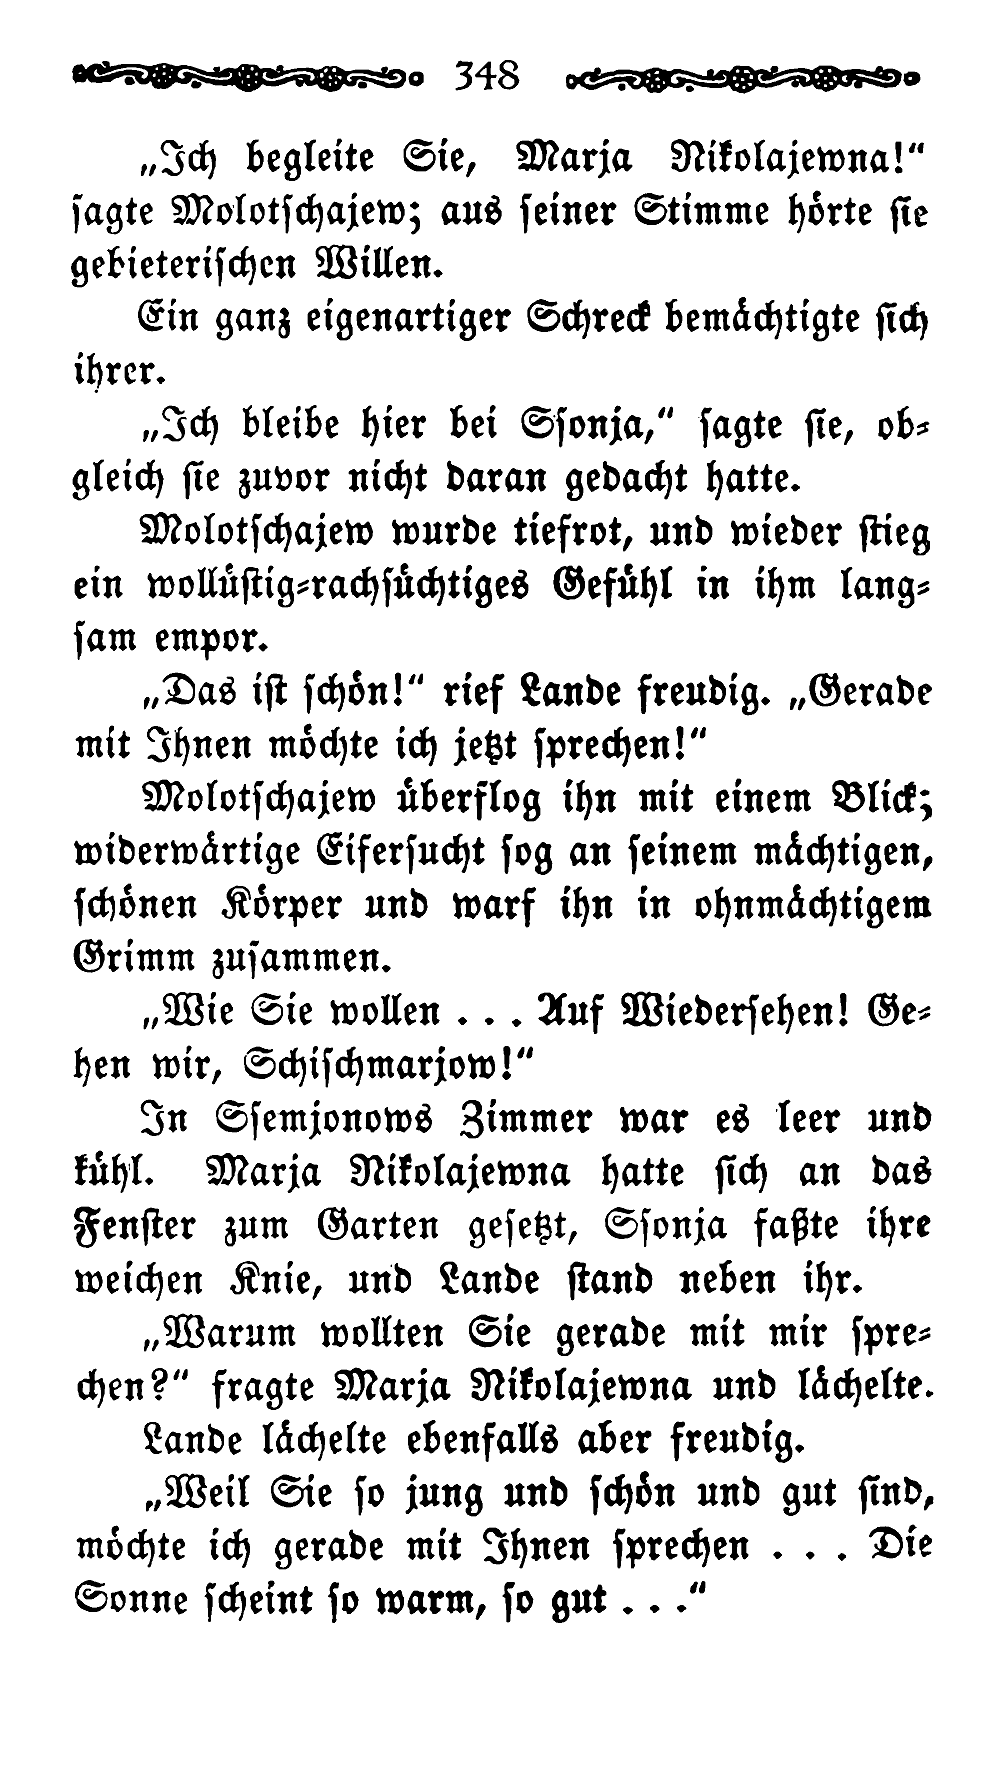 348
„Ich begleite Sie, Marja Nikolajewna!“
ſagte Molotſchajew; aus ſeiner Stimme hörte ſie
gebieteriſchen Willen.
Ein ganz eigenartiger Schreck bemächtigte ſich
ihrer.
„Ich bleibe hier bei Sſonja,“ ſagte ſie, ob⸗
gleich ſie zuvor nicht daran gedacht hatte.
Molotſchajew wurde tiefrot, und wieder ſtieg
ein wollüſtig⸗rachſüchtiges Gefühl in ihm lang⸗
ſam empor.
„Das iſt ſchön!“ rief Lande freudig. „Gerade
mit Ihnen möchte ich jetzt ſprechen!“
Molotſchajew überflog ihn mit einem Blick;
widerwärtige Eiferſucht ſog an ſeinem mächtigen,
ſchönen Körper und warf ihn in ohnmächtigem
Grimm zuſammen.
„Wie Sie wollen . . . Auf Wiederſehen! Ge⸗
hen wir, Schiſchmarjow!“
In Sſemjonows Zimmer war es leer und
kühl. Marja Nikolajewna hatte ſich an das
Fenſter zum Garten geſetzt, Sſonja faßte ihre
weichen Knie, und Lande ſtand neben ihr.
„Warum wollten Sie gerade mit mir ſpre⸗
chen?“ fragte Marja Nikolajewna und lächelte.
Lande lächelte ebenfalls aber freudig.
„Weil Sie ſo jung und ſchön und gut ſind,
möchte ich gerade mit Ihnen ſprechen . . . Die
Sonne ſcheint ſo warm, ſo gut . . .“